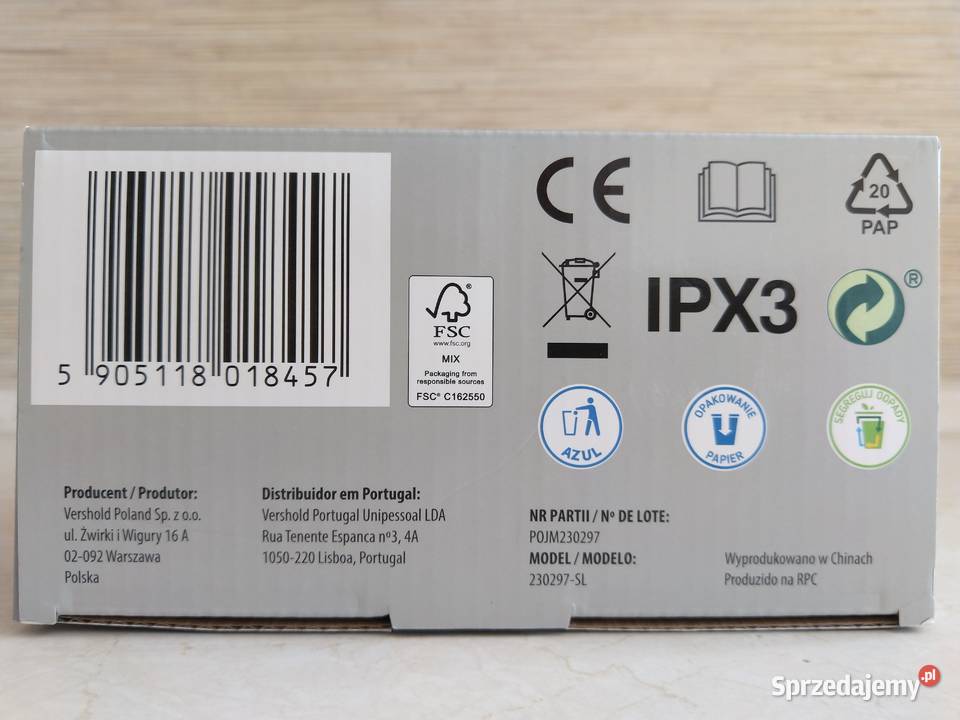 5 905118 018457
FSC
®
www.fsc.org
MIX
Packaging from
responsible sources
FSC® C162550
CE
20
PAP
IPX3
®
AZUL
OPAKOWANIE
PAPIER
SEGREGUJ ODPADY
Producent / Produtor:
Vershold Poland Sp. z o.o.
ul. Żwirki i Wigury 16 A
02-092 Warszawa
Polska
Distribuidor em Portugal:
Vershold Portugal Unipessoal LDA
Rua Tenente Espanca nº3, 4A
1050-220 Lisboa, Portugal
NR PARTII / Nº DE LOTE:
POJM230297
MODEL / MODELO:
230297-SL
Wyprodukowano w Chinach
Produzido na RPC
Sprzedajemy.pl